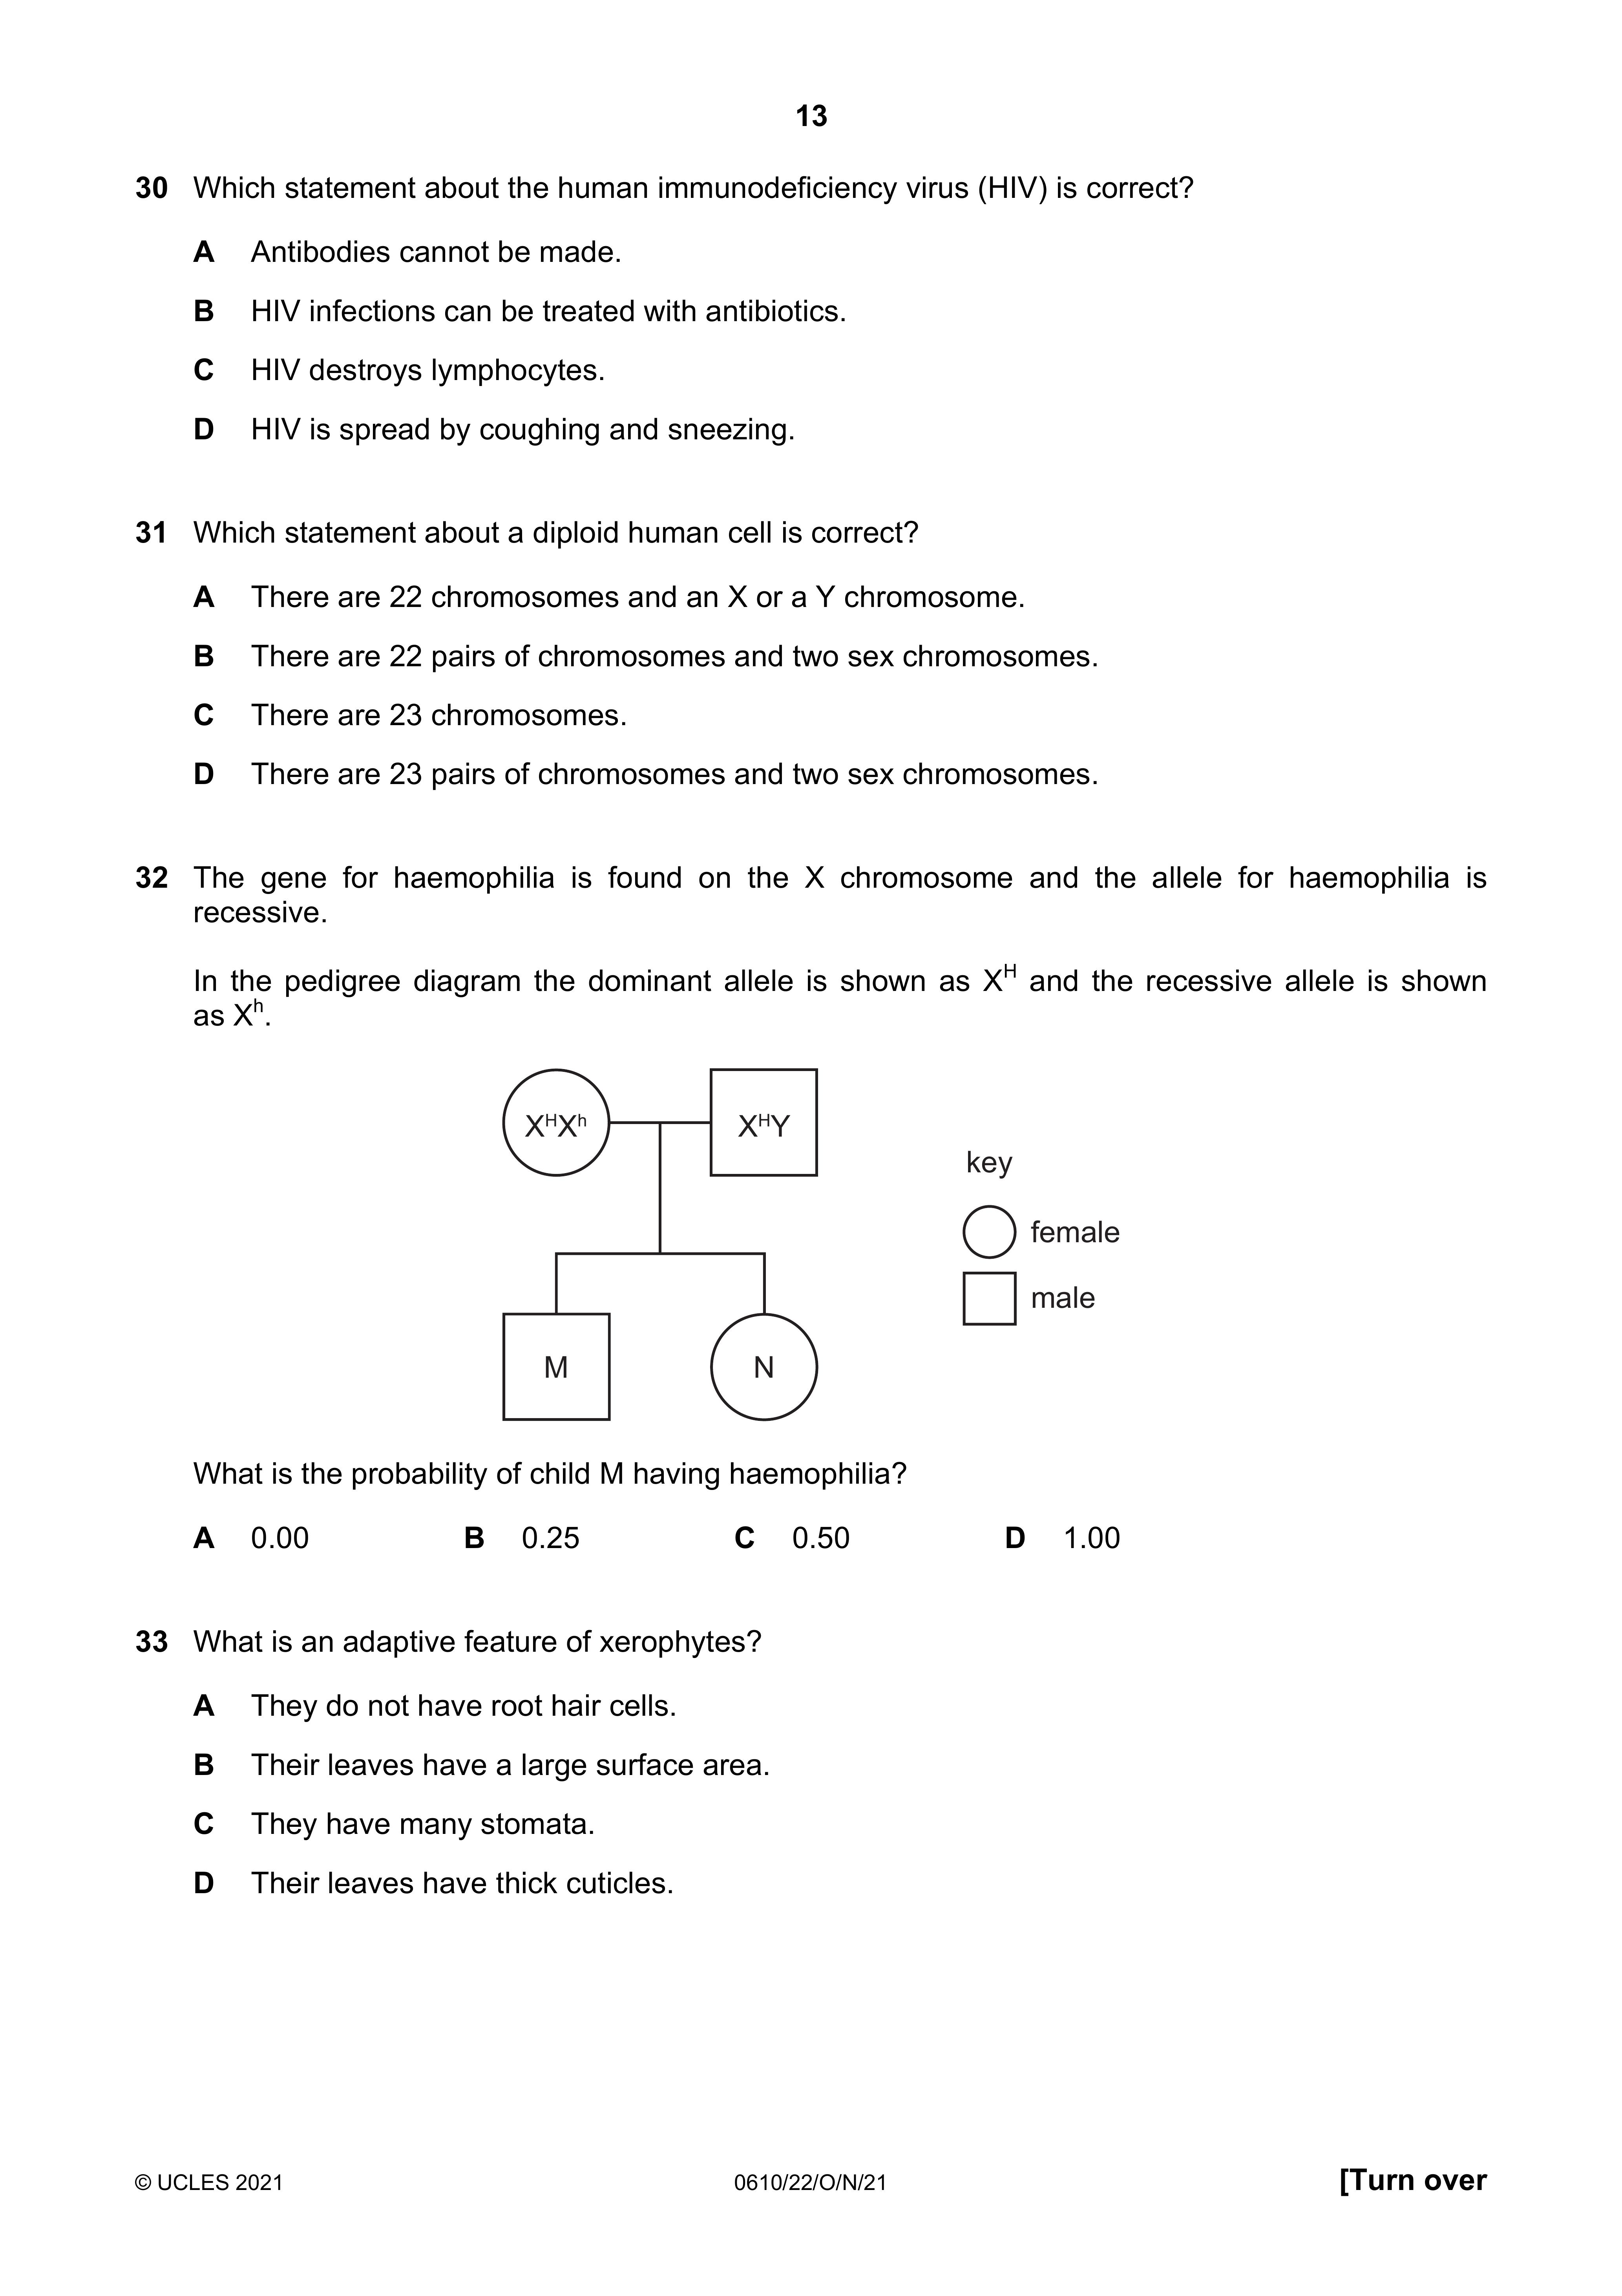 13
30 Which statement about the human immunodeficiency virus (HIV) is correct?
A Antibodies cannot be made.
B HIV infections can be treated with antibiotics.
C HIV destroys lymphocytes.
D HIV is spread by coughing and sneezing.
31 Which statement about a diploid human cell is correct?
A There are 22 chromosomes and an X or a Y chromosome.
B There are 22 pairs of chromosomes and two sex chromosomes.
C There are 23 chromosomes.
D There are 23 pairs of chromosomes and two sex chromosomes.
32 The gene for haemophilia is found on the X chromosome and the allele for haemophilia is
recessive.
In the pedigree diagram the dominant allele is shown as Xᴴ and the recessive allele is shown
as Xʰ.
XᴴXʰ XᴴY
key
female
male
M N
What is the probability of child M having haemophilia?
A 0.00 B 0.25 C 0.50 D 1.00
33 What is an adaptive feature of xerophytes?
A They do not have root hair cells.
B Their leaves have a large surface area.
C They have many stomata.
D Their leaves have thick cuticles.
© UCLES 2021 0610/22/O/N/21 [Turn over